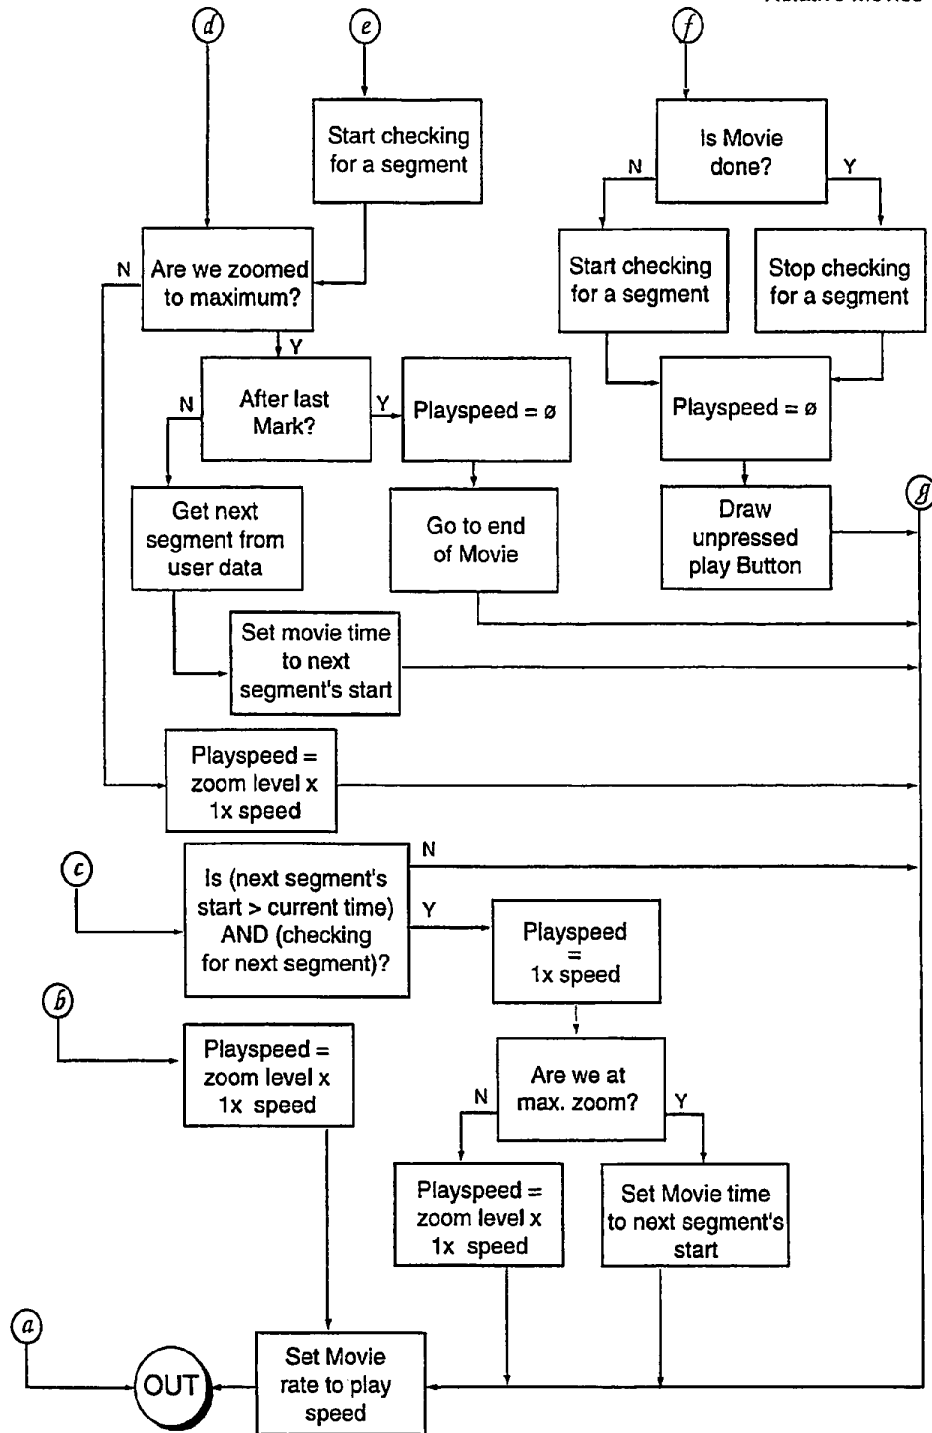 d
e
f
Start checking
for a segment
Is Movie
done?
N
Y
N
Are we zoomed
to maximum?
Start checking
for a segment
Stop checking
for a segment
Y
N
After last
Mark?
Y
Playspeed = ø
Playspeed = ø
g
Get next
segment from
user data
Go to end
of Movie
Draw
unpressed
play Button
Set movie time
to next
segment's start
Playspeed =
zoom level x
1x speed
c
Is (next segment's
start > current time)
AND (checking
for next segment)?
N
Y
Playspeed
=
1x speed
b
Playspeed =
zoom level x
1x speed
Are we at
max. zoom?
N
Y
Playspeed =
zoom level x
1x speed
Set Movie time
to next segment's
start
a
OUT
Set Movie
rate to play
speed